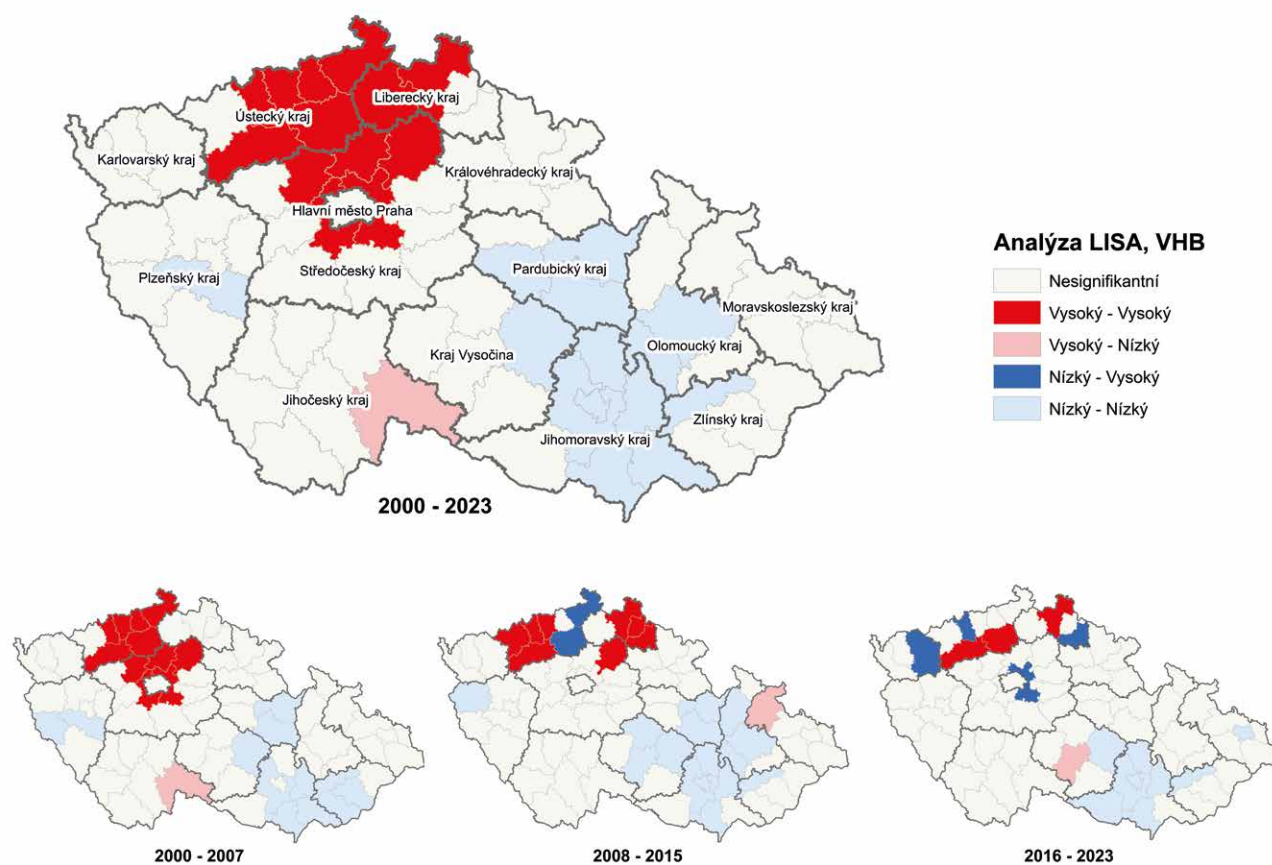 Liberecký kraj
Ústecký kraj
Karlovarský kraj
Královéhradecký kraj
Hlavní město Praha
Středočeský kraj
Plzeňský kraj
Pardubický kraj
Moravskoslezský kraj
Olomoucký kraj
Kraj Vysočina
Jihočeský kraj
Zlínský kraj
Jihomoravský kraj
2000 - 2023
Analýza LISA, VHB
Nesignifikantní
Vysoký - Vysoký
Vysoký - Nízký
Nízký - Vysoký
Nízký - Nízký
2000 - 2007
2008 - 2015
2016 - 2023